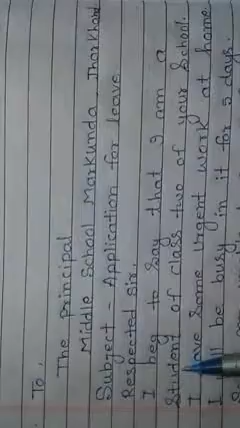 To,
The Principal
Middle School Markunda, Jharkhand
Subject - Application for leave
Respected sir,
I beg to say that I am a
student of class two of your School.
I have some urgent work at home.
I be busy in it for 5 days.